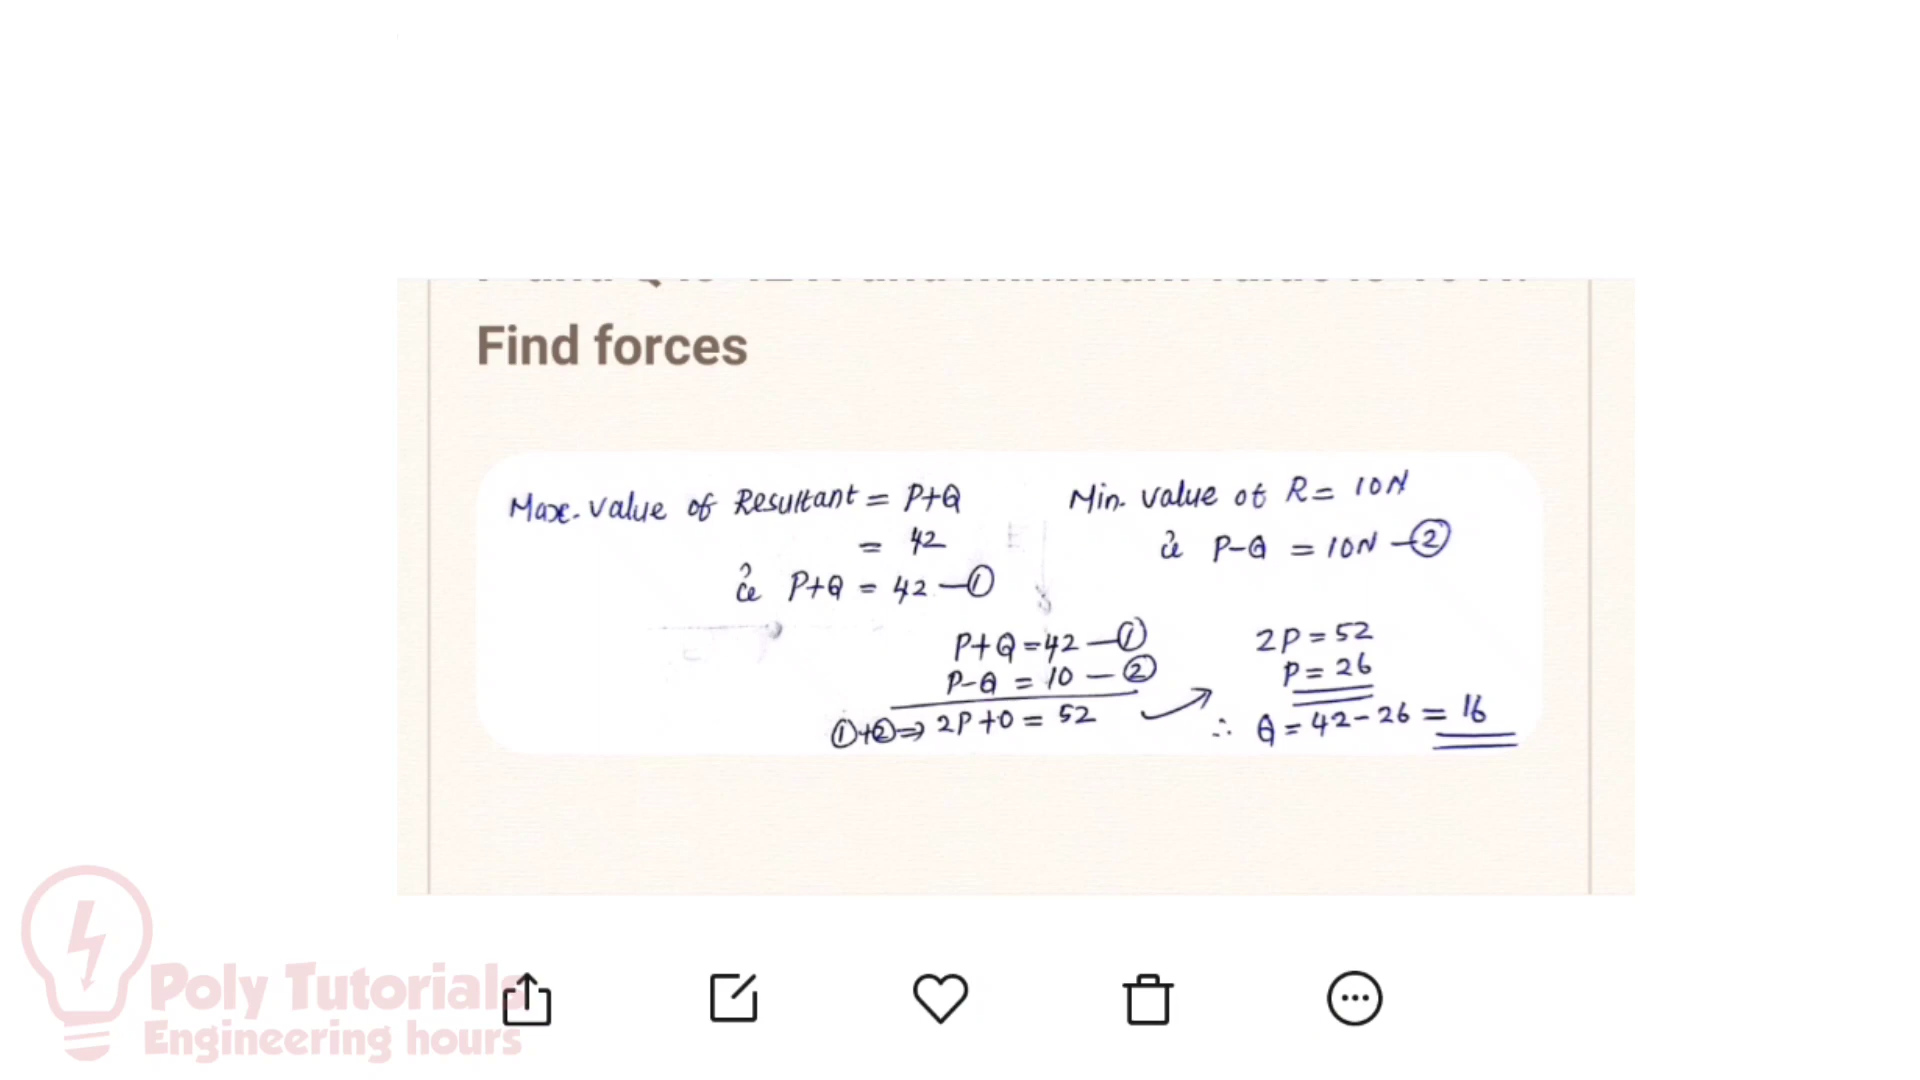 Find forces
Max. value of Resultant = P+Q
= 42
ie P+Q = 42 —①
Min. value of R = 10N
ie P-Q = 10N —②
P+Q = 42 —①
P-Q = 10 — ②
①+② ⇒ 2P+0 = 52
2P = 52
P = 26
∴ Q = 42-26 = 16
Poly Tutorials
Engineering hours